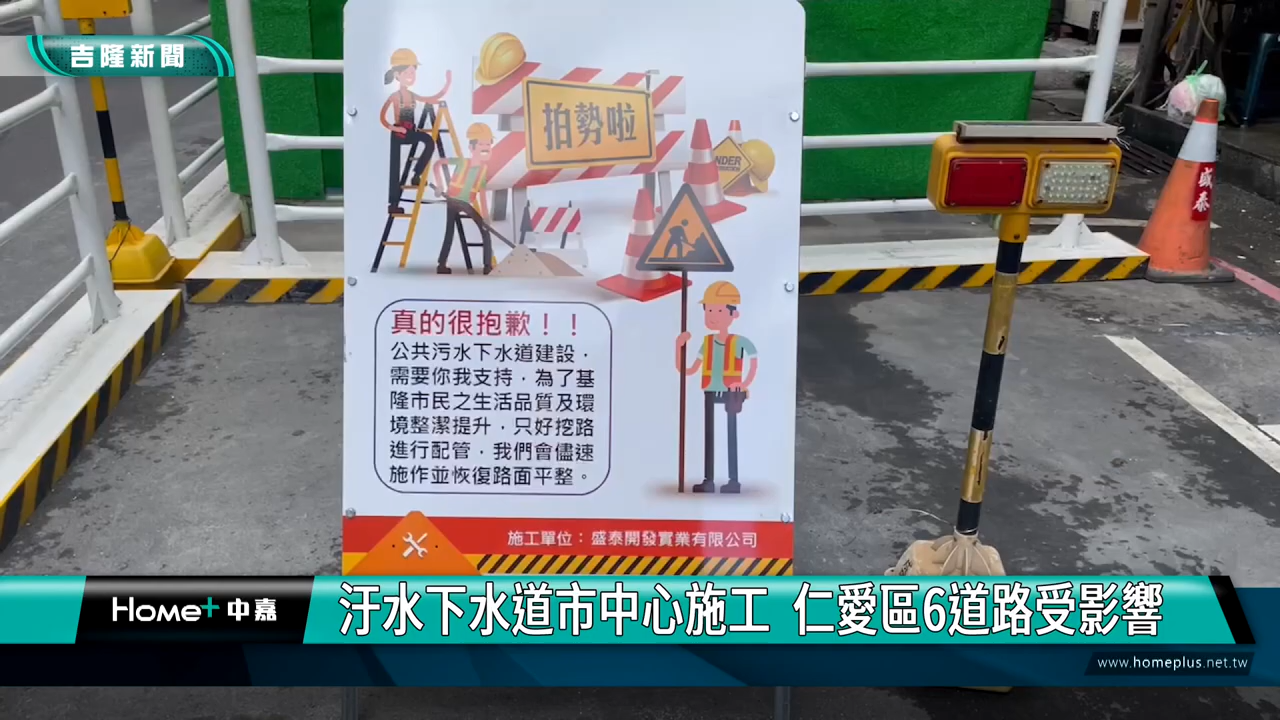 吉隆新聞
拍勢啦
NDER
盛泰
真的很抱歉！！
公共污水下水道建設，
需要你我支持，為了基
隆市民之生活品質及環
境整潔提升，只好挖路
進行配管，我們會儘速
施作並恢復路面平整。
施工單位：盛泰開發實業有限公司
Home+中嘉
汙水下水道市中心施工 仁愛區6道路受影響
www.homeplus.net.tw